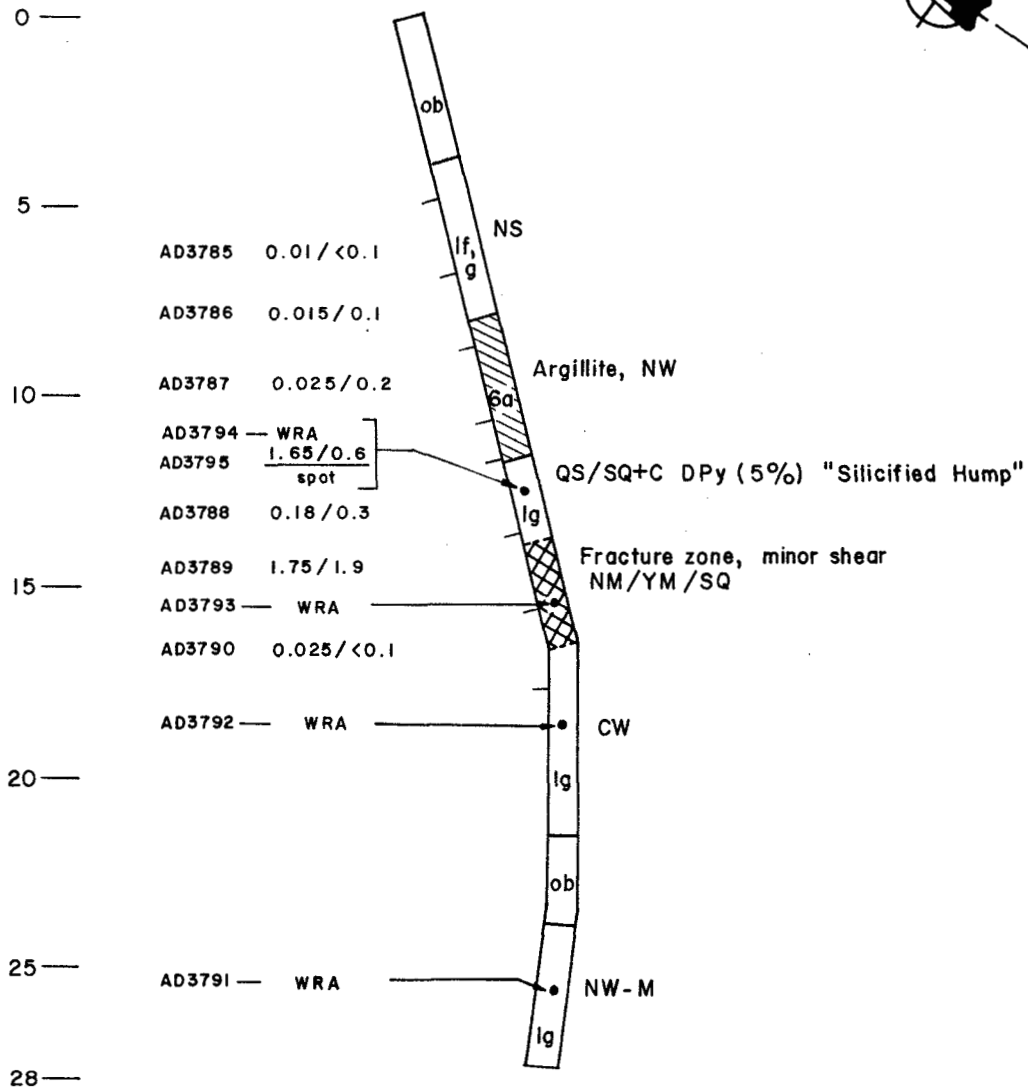 0
ob
5
NS
lf,
g
AD3785 0.01/<0.1
AD3786 0.015/0.1
Argillite, NW
AD3787 0.025/0.2
10
6a
AD3794 — WRA
AD3795 1.65/0.6
spot
QS/SQ+C DPy (5%) "Silicified Hump"
AD3788 0.18/0.3
lg
Fracture zone, minor shear
NM/YM/SQ
AD3789 1.75/1.9
15
AD3793 — WRA
AD3790 0.025/<0.1
AD3792 — WRA
CW
20
lg
ob
25
AD3791 — WRA
NW-M
lg
28